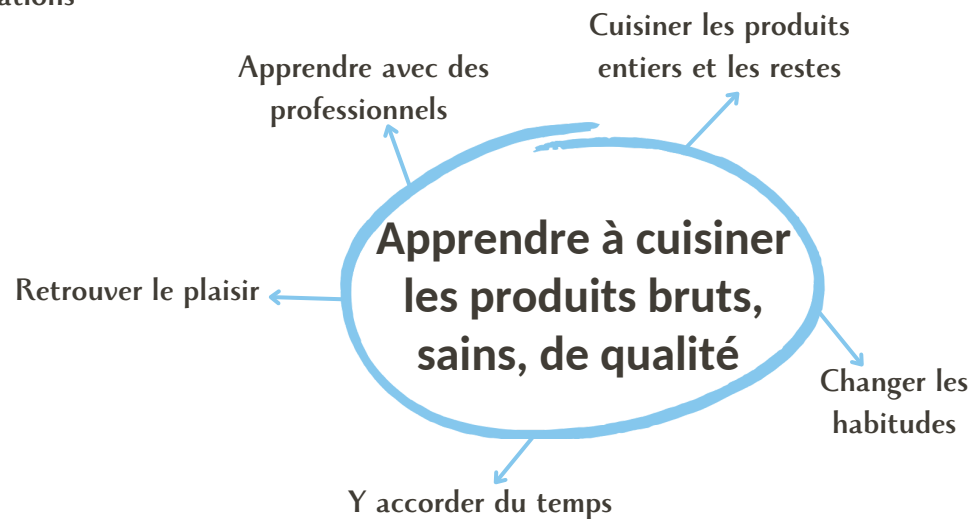 Cuisiner les produits
entiers et les restes
Apprendre avec des
professionnels
Apprendre à cuisiner
les produits bruts,
sains, de qualité
Retrouver le plaisir
Changer les
habitudes
Y accorder du temps